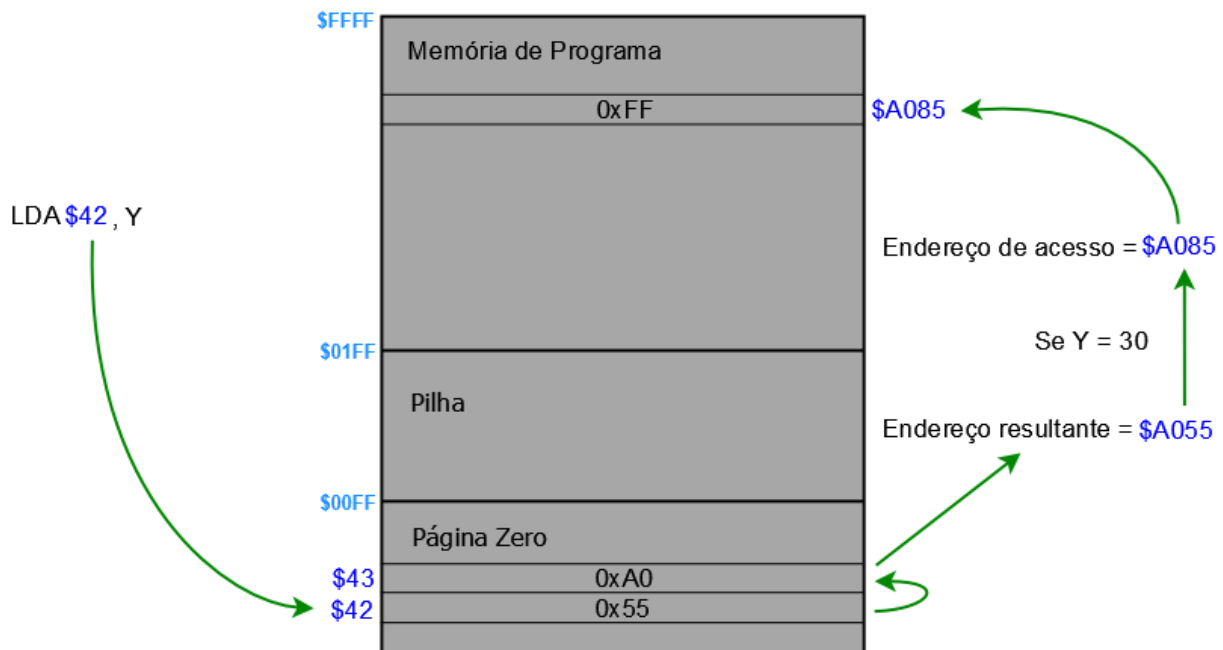 $FFFF
Memória de Programa
0xFF
$A085
LDA $42 , Y
Endereço de acesso = $A085
Se Y = 30
$01FF
Pilha
Endereço resultante = $A055
$00FF
Página Zero
$43
0xA0
$42
0x55